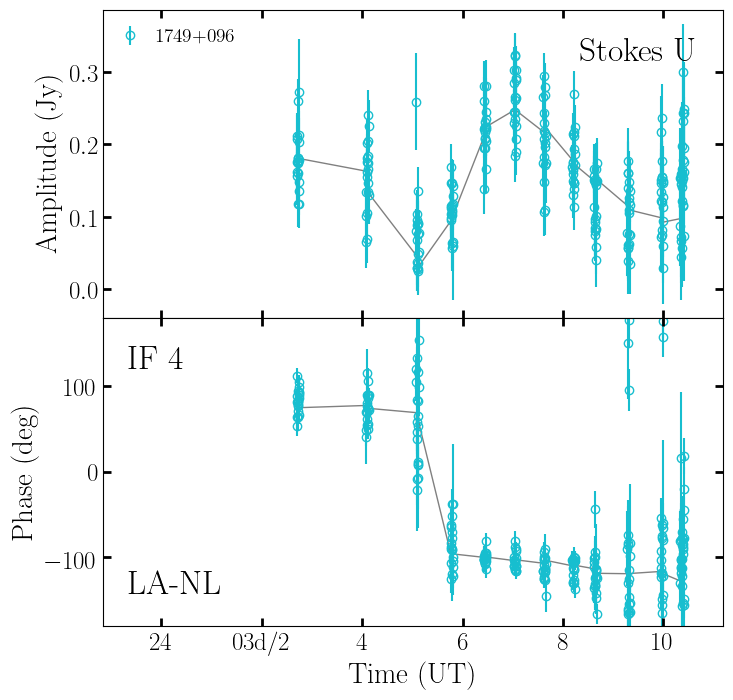 1749+096
Stokes U
Amplitude (Jy)
0.3
0.2
0.1
0.0
IF 4
LA-NL
Phase (deg)
100
0
−100
24 03d/2 4 6 8 10
Time (UT)